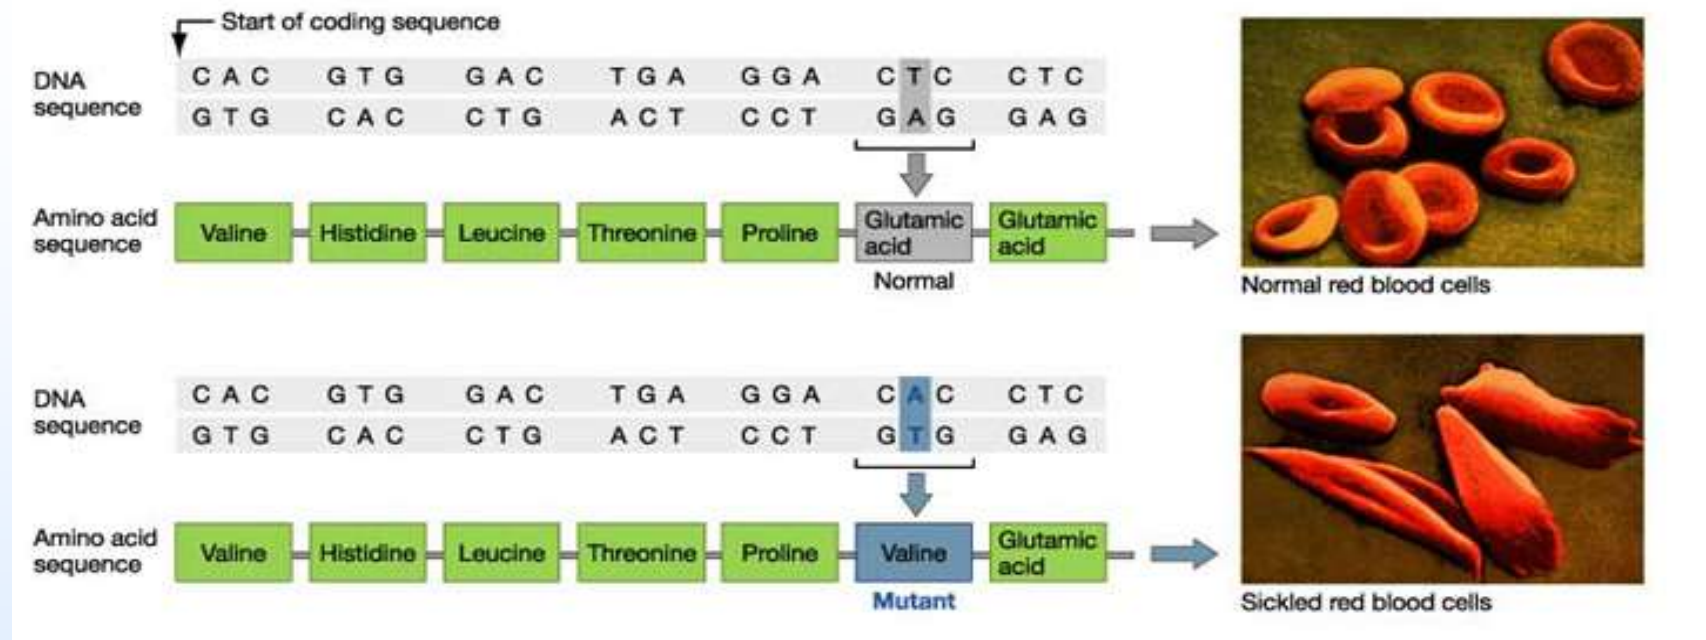 Start of coding sequence
DNA
sequence
C A C G T G G A C T G A G G A C T C C T C
G T G C A C C T G A C T C C T G A G G A G
Amino acid
sequence
Valine Histidine Leucine Threonine Proline Glutamic
acid Glutamic
acid
Normal
Normal red blood cells
DNA
sequence
C A C G T G G A C T G A G G A C A C C T C
G T G C A C C T G A C T C C T G T G G A G
Amino acid
sequence
Valine Histidine Leucine Threonine Proline Valine Glutamic
acid
Mutant
Sickled red blood cells